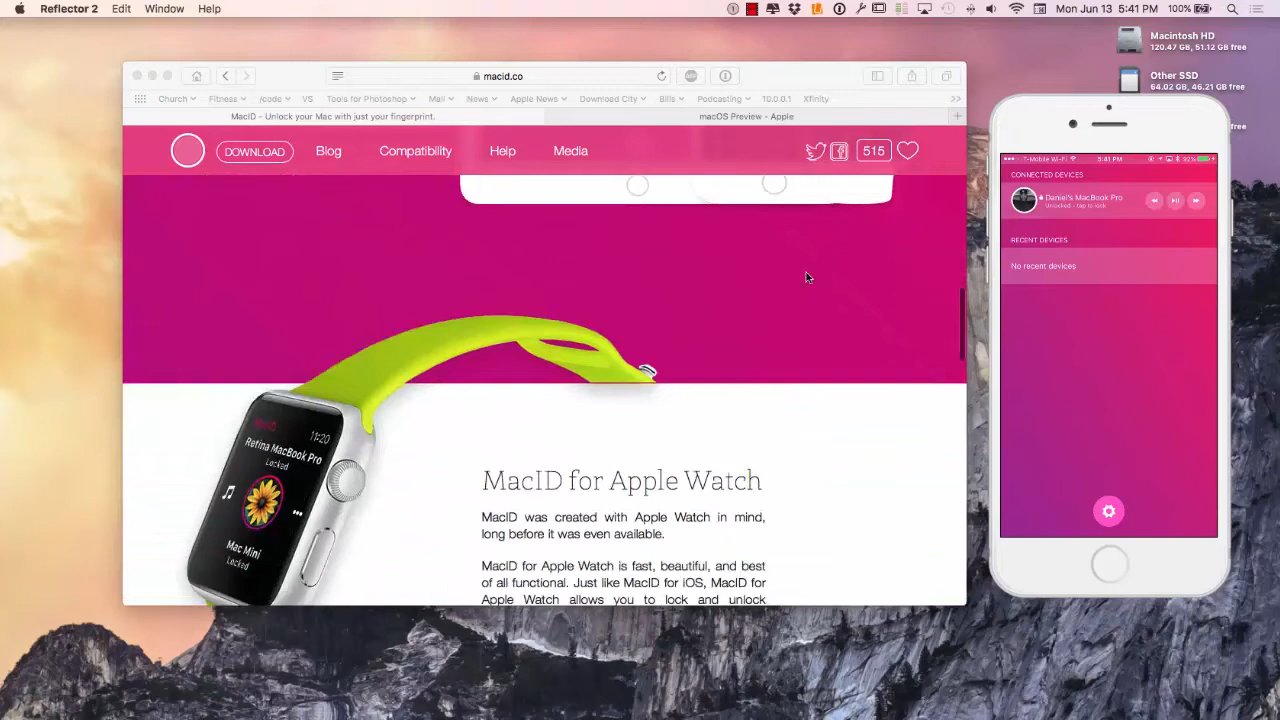 Reflector 2 Edit Window Help
Mon Jun 13 5:41 PM 100%
Macintosh HD
120.47 GB, 51.12 GB free
Other SSD
64.02 GB, 46.21 GB free
free
macid.co
Church Fitness /code VS Tools for Photoshop Mail News Apple News Download City Bills Podcasting 10.0.0.1 Xfinity
MacID - Unlock your Mac with just your fingerprint.
macOS Preview - Apple
DOWNLOAD Blog Compatibility Help Media 515
11:20
Retina MacBook Pro
Locked
Mac Mini
Locked
MacID for Apple Watch
MacID was created with Apple Watch in mind,
long before it was even available.
MacID for Apple Watch is fast, beautiful, and best
of all functional. Just like MacID for iOS, MacID for
Apple Watch allows you to lock and unlock
T-Mobile Wi-Fi 5:41 PM 92%
CONNECTED DEVICES
Daniel's MacBook Pro
Unlocked - tap to lock
RECENT DEVICES
No recent devices